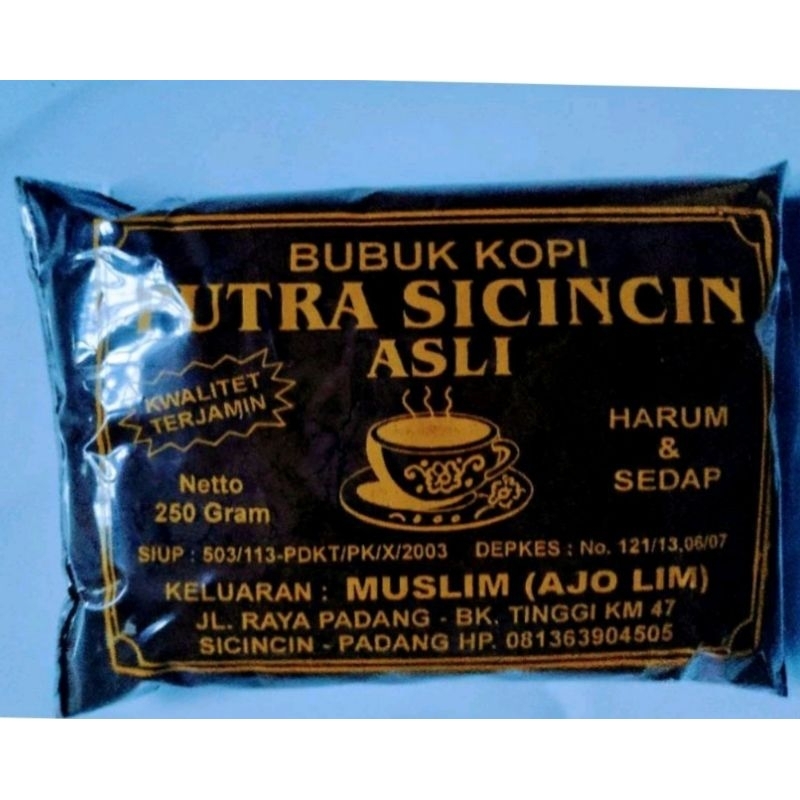 BUBUK KOPI
PUTRA SICINCIN
ASLI
KWALITET
TERJAMIN
HARUM
&
SEDAP
Netto
250 Gram
SIUP : 503/113-PDKT/PK/X/2003 DEPKES : No. 121/13,06/07
KELUARAN : MUSLIM (AJO LIM)
JL. RAYA PADANG - BK. TINGGI KM 47
SICINCIN - PADANG HP. 081363904505